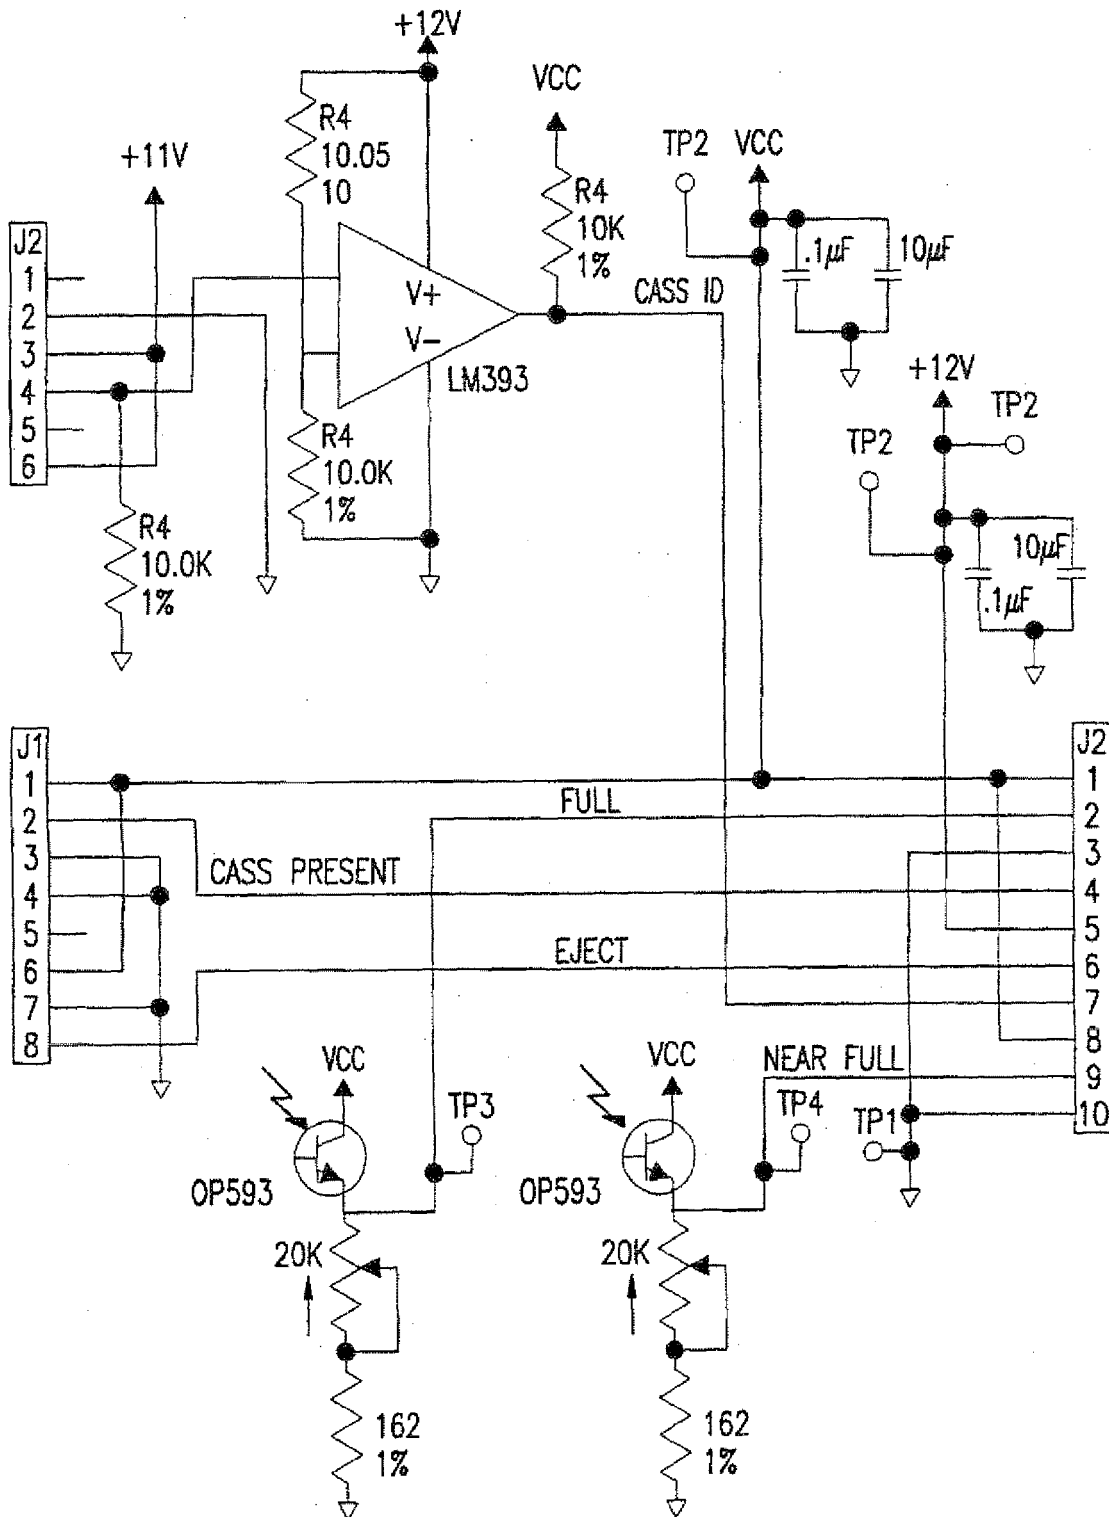 +12V
R4
10.05
10
VCC
R4
10K
1%
+11V
TP2
VCC
.1µF
10µF
J2
1
2
3
4
5
6
V+
V-
LM393
CASS ID
R4
10.0K
1%
R4
10.0K
1%
+12V
TP2
TP2
10µF
.1µF
J1
1
2
3
4
5
6
7
8
FULL
CASS PRESENT
EJECT
J2
1
2
3
4
5
6
7
8
9
10
VCC
TP3
OP593
20K
162
1%
VCC
NEAR FULL
TP4
TP1
OP593
20K
162
1%